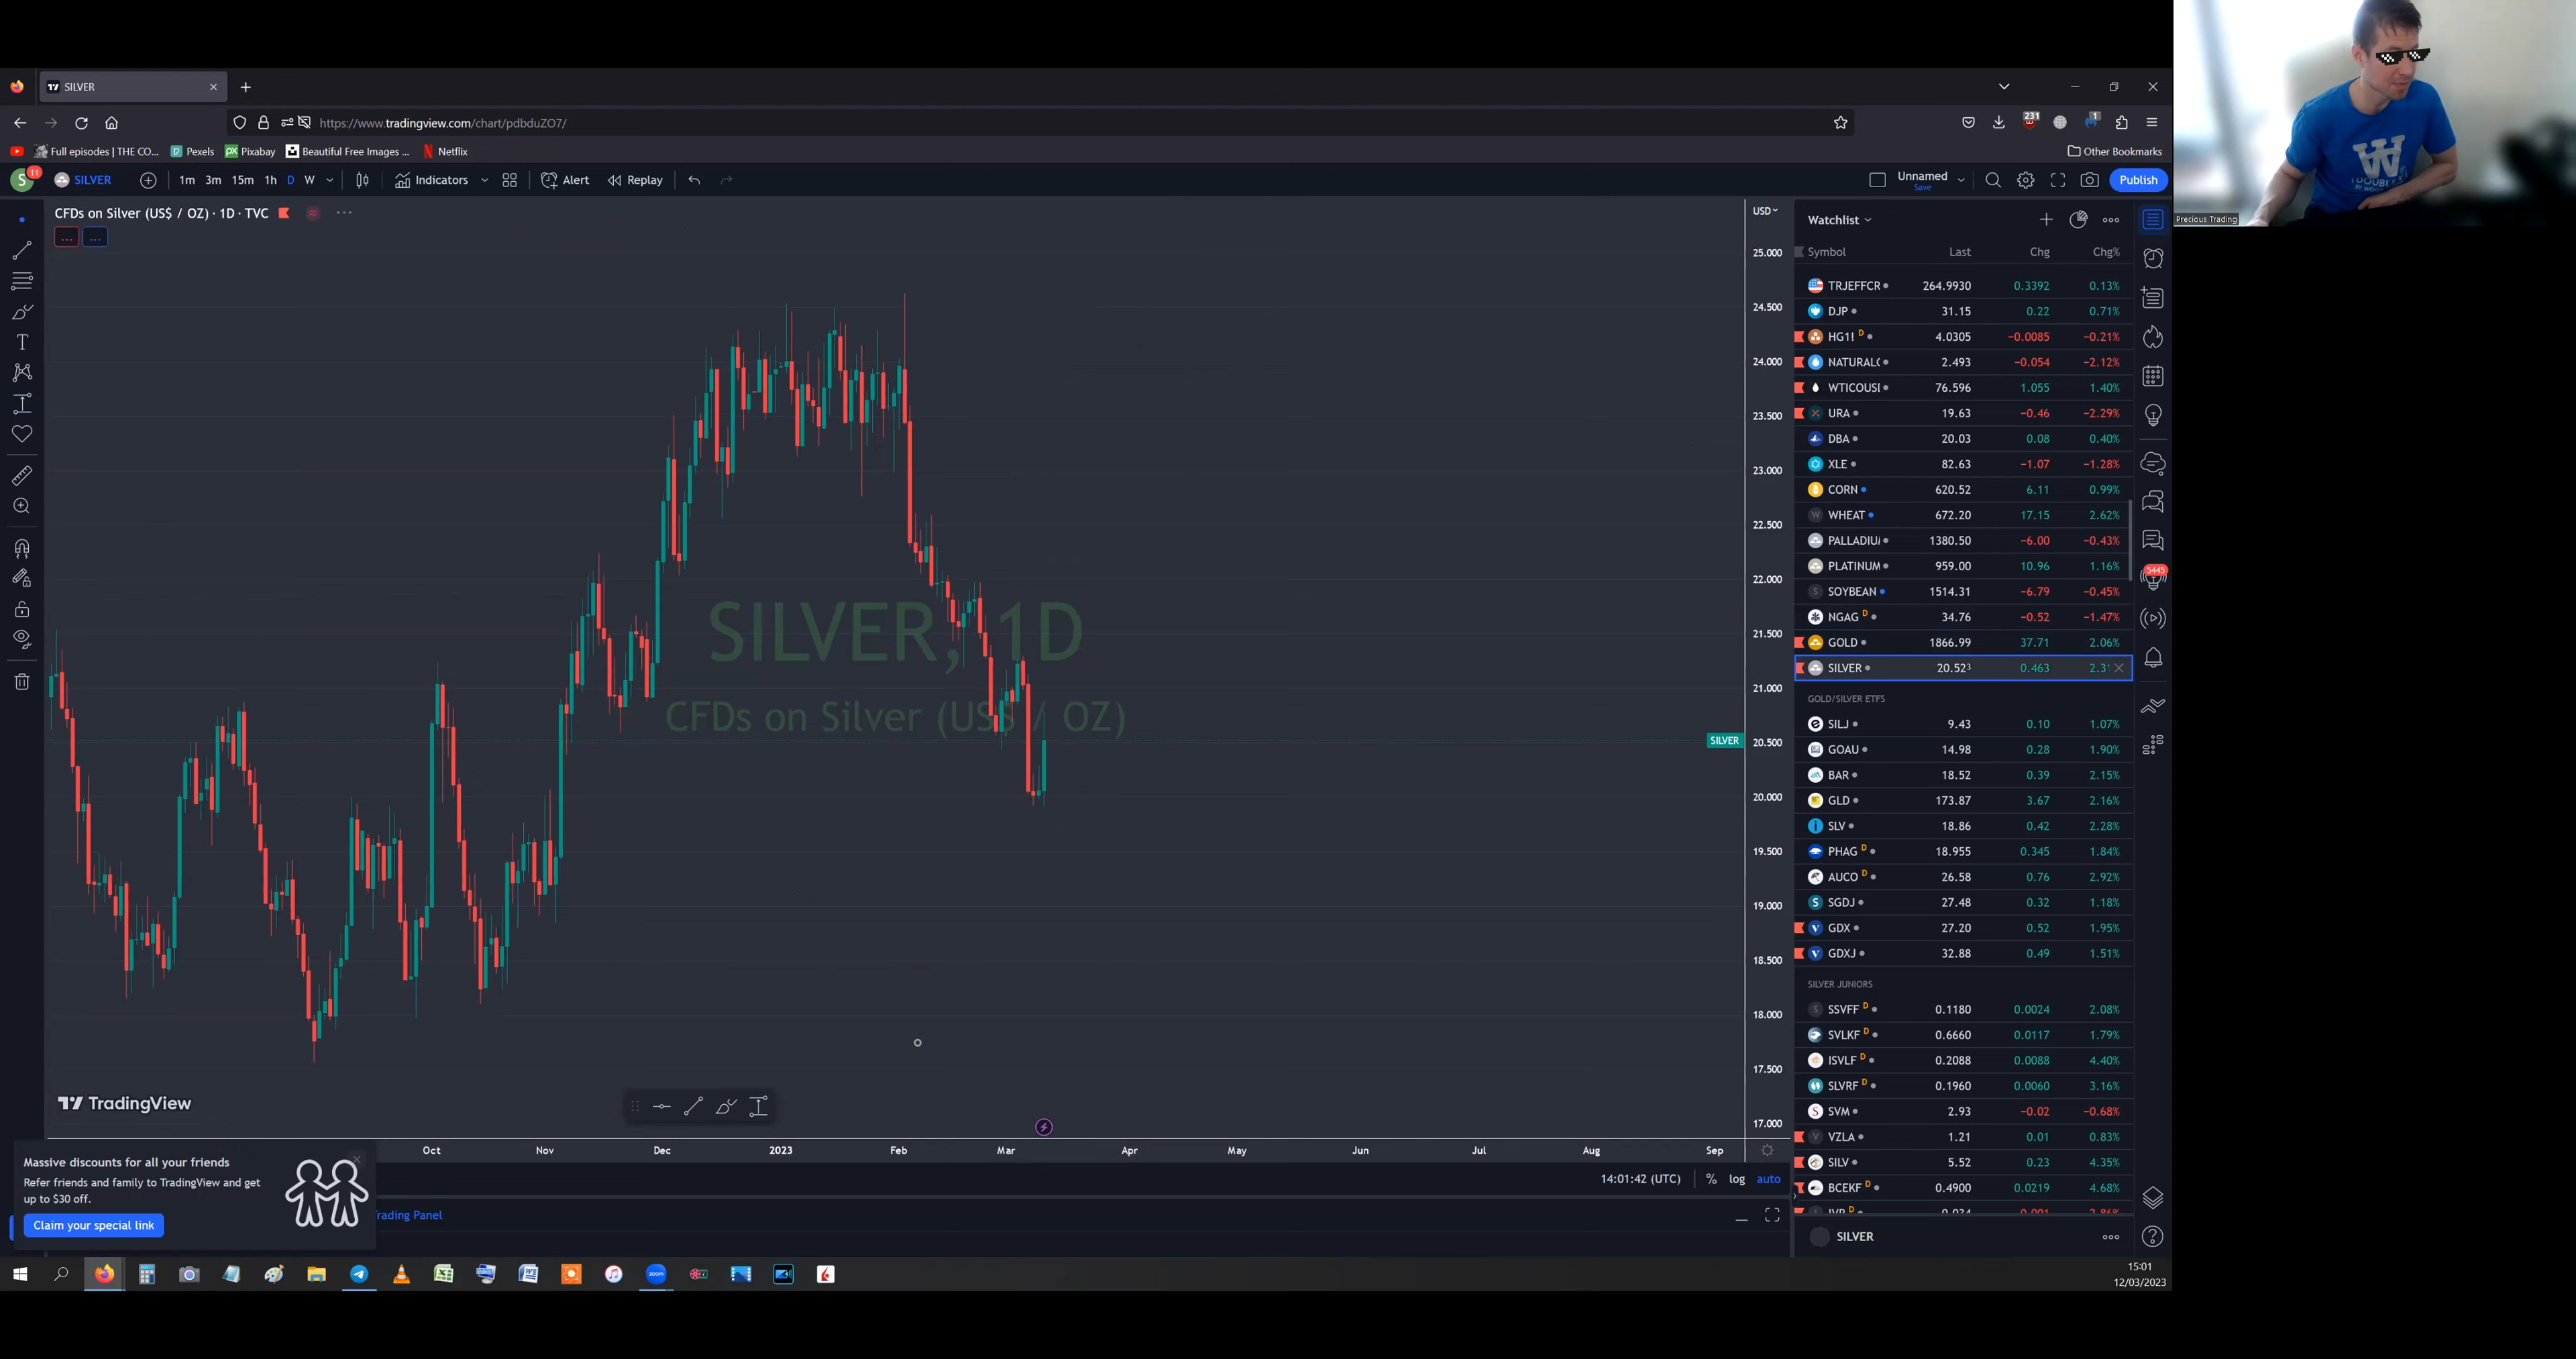 SILVER
https://www.tradingview.com/chart/pdbduZO7/
231
1
Full episodes | THE CO...
Pexels
Pixabay
Beautiful Free Images ...
Netflix
Other Bookmarks
S 11 SILVER 1m 3m 15m 1h D W Indicators Alert Replay
Unnamed
Save
Publish
CFDs on Silver (US$ / OZ) · 1D · TVC
USD
25.000
24.500
24.000
23.500
23.000
22.500
22.000
21.500
21.000
SILVER 20.500
20.000
19.500
19.000
18.500
18.000
17.500
17.000
SILVER, 1D
CFDs on Silver (US$ / OZ)
TradingView
Oct Nov Dec 2023 Feb Mar Apr May Jun Jul Aug Sep
14:01:42 (UTC) % log auto
Massive discounts for all your friends
Refer friends and family to TradingView and get
up to $30 off.
Claim your special link
rading Panel
Watchlist
Symbol Last Chg Chg%
TRJEFFCR 264.9930 0.3392 0.13%
DJP 31.15 0.22 0.71%
HG1! D 4.0305 −0.0085 −0.21%
NATURALC 2.493 −0.054 −2.12%
WTICOUSI 76.596 1.055 1.40%
URA 19.63 −0.46 −2.29%
DBA 20.03 0.08 0.40%
XLE 82.63 −1.07 −1.28%
CORN 620.52 6.11 0.99%
WHEAT 672.20 17.15 2.62%
PALLADIU 1380.50 −6.00 −0.43%
PLATINUM 959.00 10.96 1.16%
SOYBEAN 1514.31 −6.79 −0.45%
NGAG D 34.76 −0.52 −1.47%
GOLD 1866.99 37.71 2.06%
SILVER 20.523 0.463 2.31
GOLD/SILVER ETFS
SILJ 9.43 0.10 1.07%
GOAU 14.98 0.28 1.90%
BAR 18.52 0.39 2.15%
GLD 173.87 3.67 2.16%
SLV 18.86 0.42 2.28%
PHAG D 18.955 0.345 1.84%
AUCO D 26.58 0.76 2.92%
SGDJ 27.48 0.32 1.18%
GDX 27.20 0.52 1.95%
GDXJ 32.88 0.49 1.51%
SILVER JUNIORS
SSVFF D 0.1180 0.0024 2.08%
SVLKF D 0.6660 0.0117 1.79%
ISVLF D 0.2088 0.0088 4.40%
SLVRF D 0.1960 0.0060 3.16%
SVM 2.93 −0.02 −0.68%
VZLA 1.21 0.01 0.83%
SILV 5.52 0.23 4.35%
BCEKF D 0.4900 0.0219 4.68%
SILVER
5445
zoom
15:01
12/03/2023
Precious Trading
W